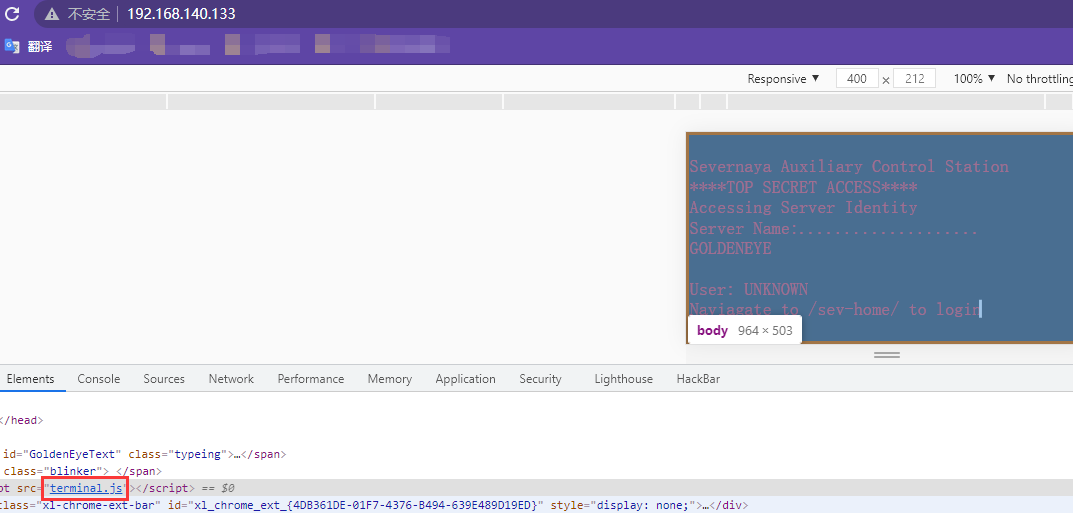 不安全 192.168.140.133
翻译
Responsive ▼ 400 × 212 100% ▼ No throttling
Severnaya Auxiliary Control Station
****TOP SECRET ACCESS****
Accessing Server Identity
Server Name:....................
GOLDENEYE
User: UNKNOWN
Naviagate to /sev-home/ to login
body 964 × 503
Elements Console Sources Network Performance Memory Application Security Lighthouse HackBar
</head>
id="GoldenEyeText" class="typeing">…</span>
class="blinker"> </span>
pt src="terminal.js"></script> == $0
class="xl-chrome-ext-bar" id="xl_chrome_ext_{4DB361DE-01F7-4376-B494-639E489D19ED}" style="display: none;">…</div>